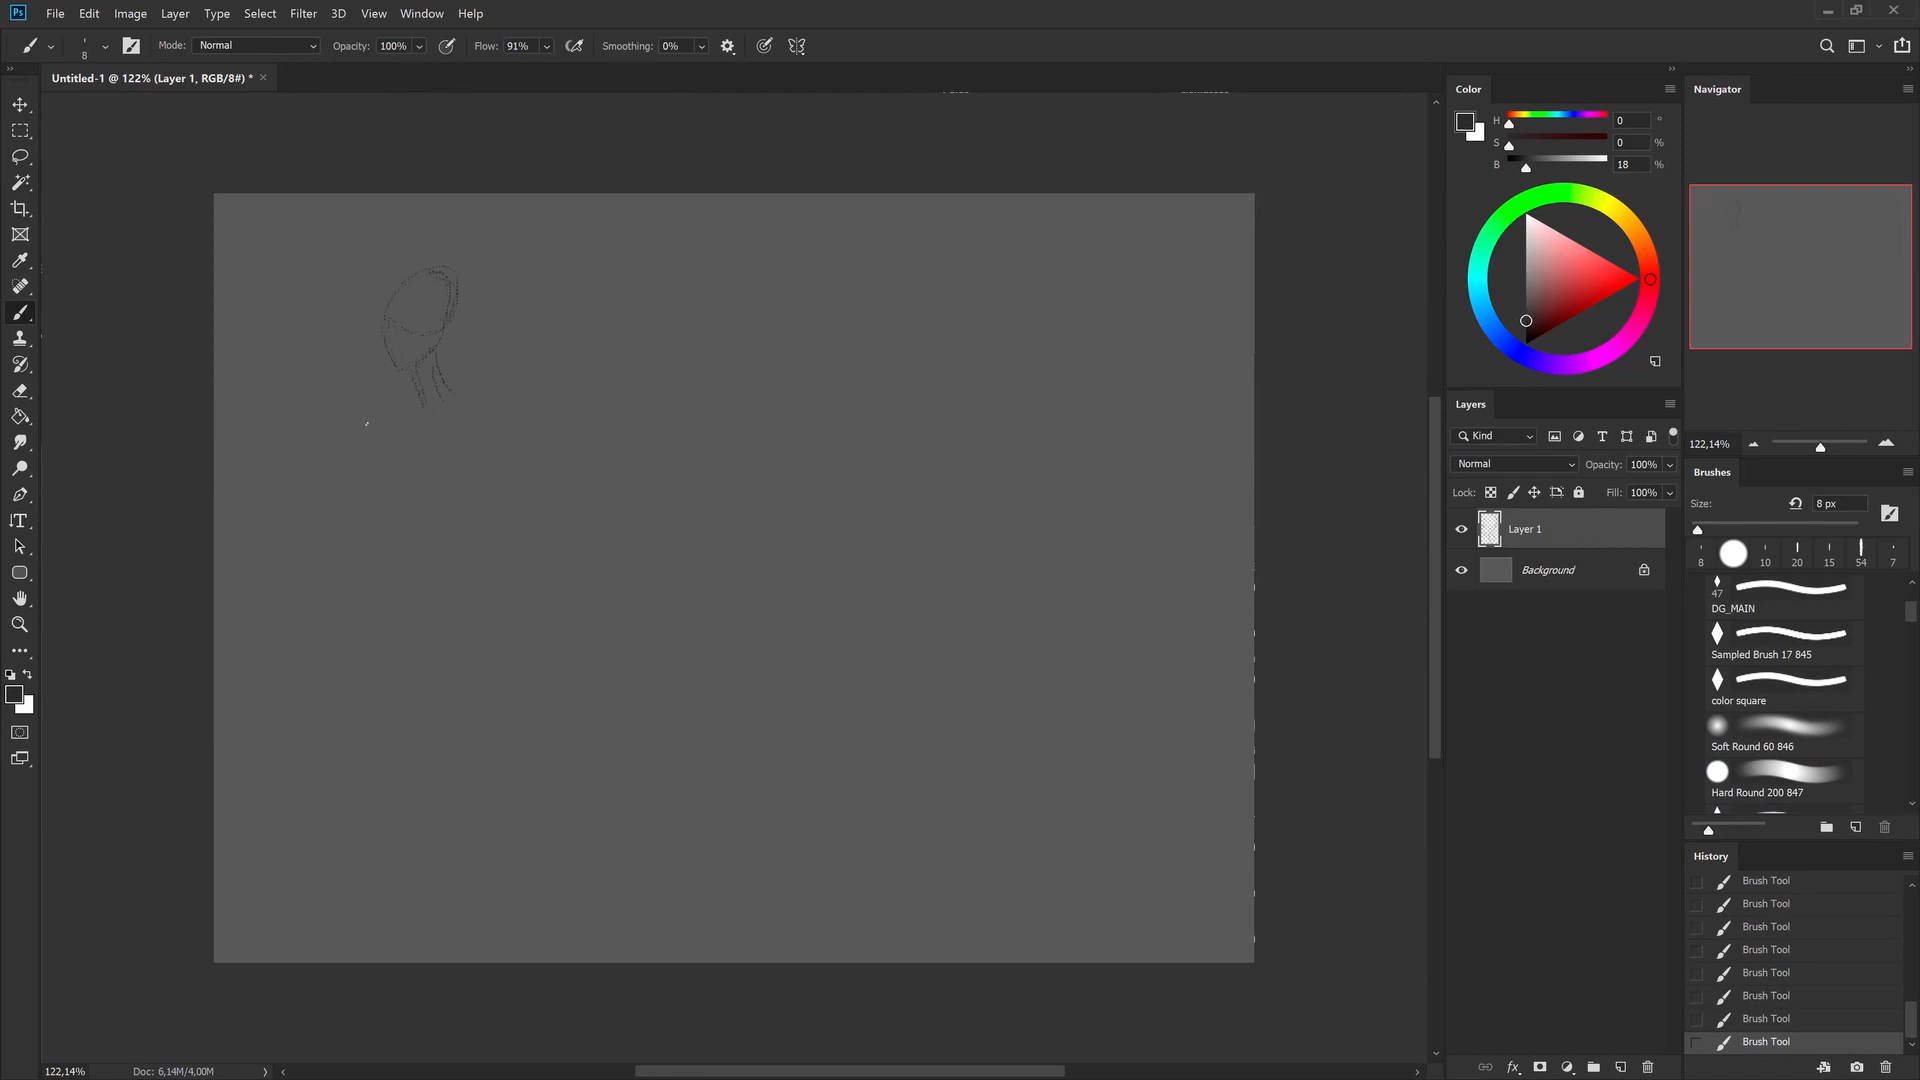 Ps File Edit Image Layer Type Select Filter 3D View Window Help
8 Mode: Normal Opacity: 100% Flow: 91% Smoothing: 0%
Untitled-1 @ 122% (Layer 1, RGB/8#) * ×
Color
H 0 °
S 0 %
B 18 %
Layers
Kind
Normal Opacity: 100%
Lock: Fill: 100%
Layer 1
Background
fx
Navigator
122,14%
Brushes
Size: 8 px
8 10 20 15 54 7
47
DG_MAIN
Sampled Brush 17 845
color square
Soft Round 60 846
Hard Round 200 847
History
Brush Tool
Brush Tool
Brush Tool
Brush Tool
Brush Tool
Brush Tool
Brush Tool
Brush Tool
122,14% Doc: 6,14M/4,00M